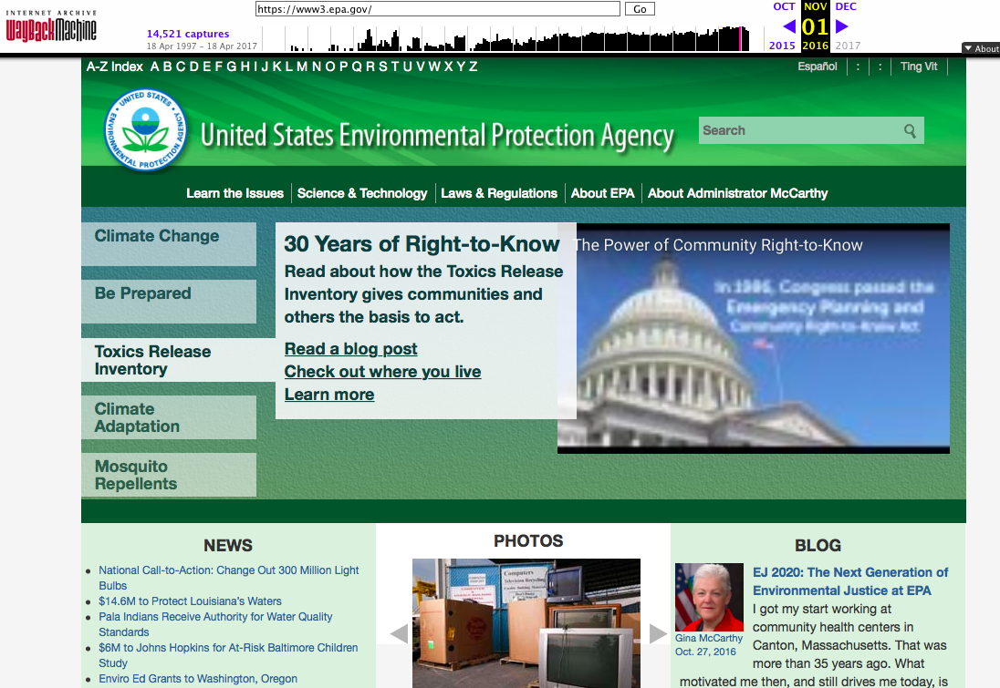 INTERNET ARCHIVE
WayBackMachine
https://www3.epa.gov/
Go
14,521 captures
18 Apr 1997 – 18 Apr 2017
OCT NOV DEC
01
2015 2016 2017
About
A-Z Index A B C D E F G H I J K L M N O P Q R S T U V W X Y Z
Español : : Ting Vit
UNITED STATES
ENVIRONMENTAL PROTECTION AGENCY
United States Environmental Protection Agency
Search
Learn the Issues Science & Technology Laws & Regulations About EPA About Administrator McCarthy
Climate Change
Be Prepared
Toxics Release
Inventory
Climate
Adaptation
Mosquito
Repellents
30 Years of Right-to-Know
Read about how the Toxics Release
Inventory gives communities and
others the basis to act.
Read a blog post
Check out where you live
Learn more
The Power of Community Right-to-Know
In 1986, Congress passed the
Emergency Planning and
Community Right-to-Know Act
NEWS
National Call-to-Action: Change Out 300 Million Light
Bulbs
$14.6M to Protect Louisiana's Waters
Pala Indians Receive Authority for Water Quality
Standards
$6M to Johns Hopkins for At-Risk Baltimore Children
Study
Enviro Ed Grants to Washington, Oregon
PHOTOS
Computers
BLOG
EJ 2020: The Next Generation of
Environmental Justice at EPA
I got my start working at
community health centers in
Canton, Massachusetts. That was
more than 35 years ago. What
motivated me then, and still drives me today, is
Gina McCarthy
Oct. 27, 2016